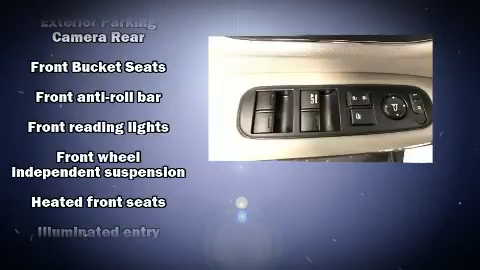 Exterior Parking
Camera Rear
Front Bucket Seats
Front anti-roll bar
Front reading lights
Front wheel
Independent suspension
Heated front seats
Illuminated entry